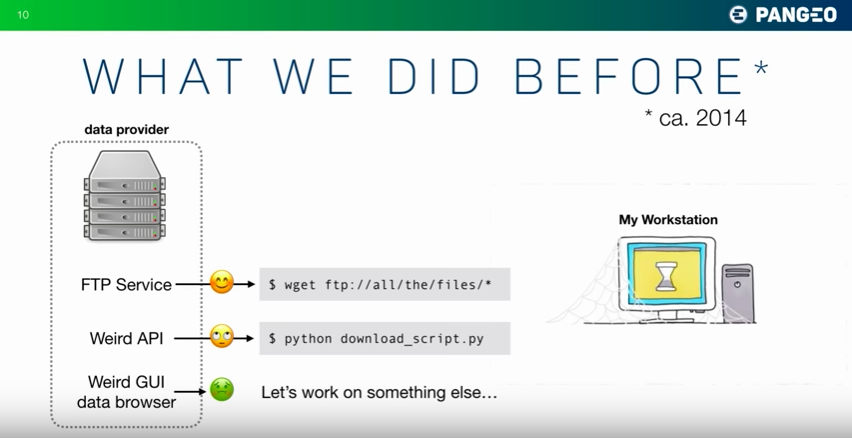 10
PANGEO
WHAT WE DID BEFORE*
* ca. 2014
data provider
My Workstation
FTP Service
$ wget ftp://all/the/files/*
Weird API
$ python download_script.py
Weird GUI
data browser
Let's work on something else…